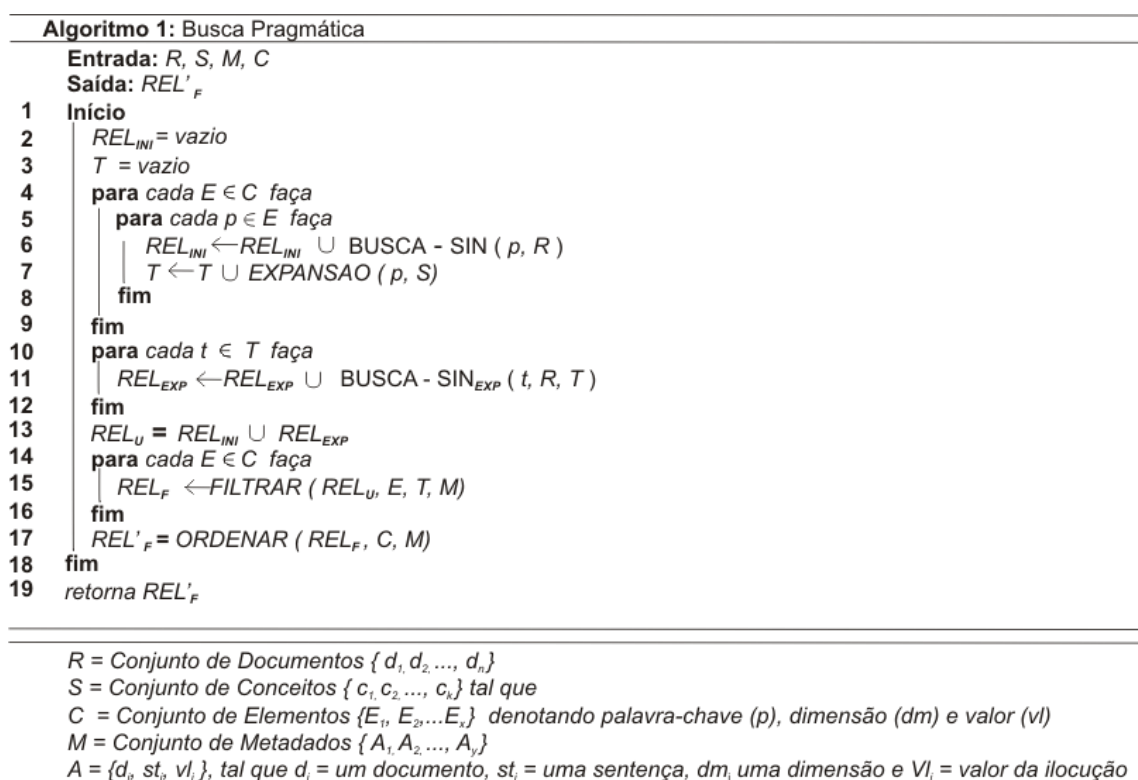 Algoritmo 1: Busca Pragmática
Entrada: R, S, M, C
Saída: REL'F
1 Início
2 RELINI = vazio
3 T = vazio
4 para cada E ∈ C faça
5 para cada p ∈ E faça
6 RELINI ← RELINI ∪ BUSCA - SIN ( p, R )
7 T ← T ∪ EXPANSAO ( p, S)
8 fim
9 fim
10 para cada t ∈ T faça
11 RELEXP ← RELEXP ∪ BUSCA - SINEXP ( t, R, T )
12 fim
13 RELU = RELINI ∪ RELEXP
14 para cada E ∈ C faça
15 RELF ← FILTRAR ( RELU, E, T, M)
16 fim
17 REL'F = ORDENAR ( RELF, C, M)
18 fim
19 retorna REL'F
R = Conjunto de Documentos { d1, d2, ..., dn}
S = Conjunto de Conceitos { c1, c2, ..., ck} tal que
C = Conjunto de Elementos {E1, E2,...Ex} denotando palavra-chave (p), dimensão (dm) e valor (vl)
M = Conjunto de Metadados { A1, A2, ..., Ay}
A = {di, sti, vli }, tal que di = um documento, sti = uma sentença, dmi uma dimensão e Vli = valor da ilocução